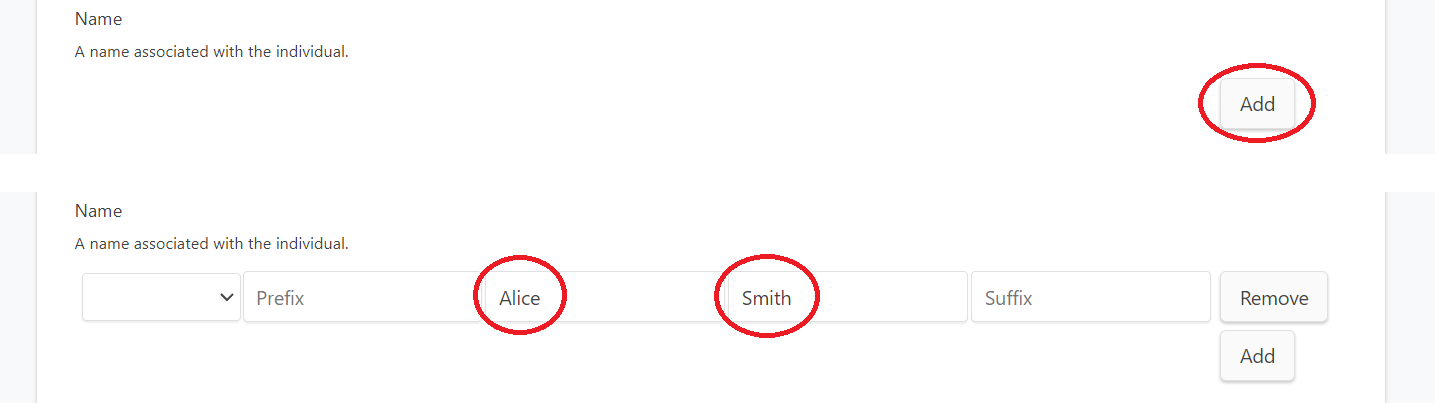 Name
A name associated with the individual.
Add
Name
A name associated with the individual.
Prefix Alice Smith Suffix Remove
Add